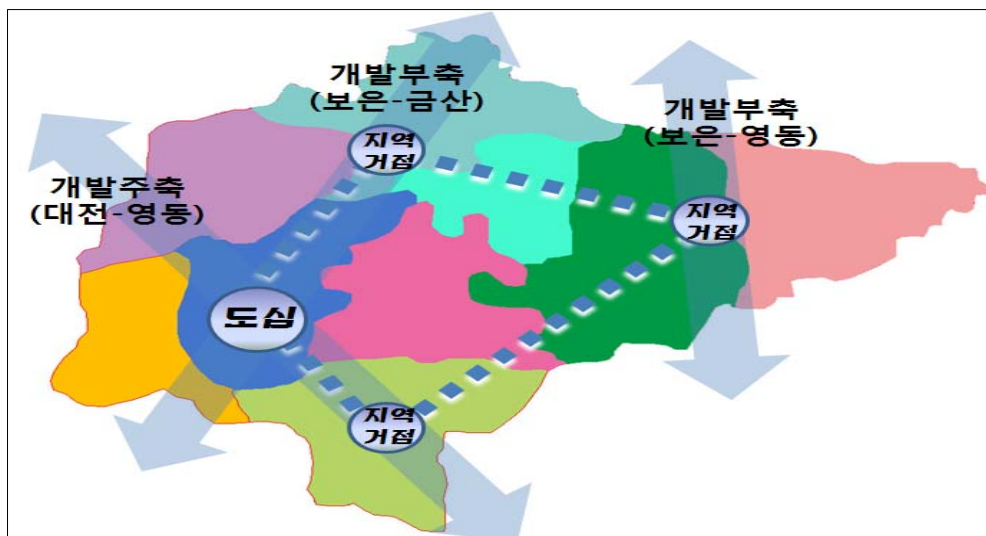 개발부축
(보은-금산)
개발부축
(보은-영동)
지역
거점
개발주축
(대전-영동)
지역
거점
도심
지역
거점